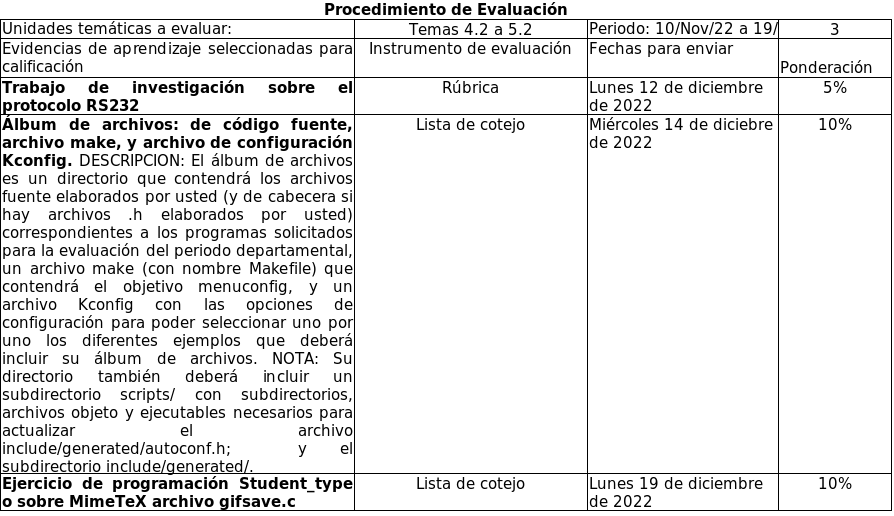 Procedimiento de Evaluación
Unidades temáticas a evaluar:
Temas 4.2 a 5.2
Periodo: 10/Nov/22 a 19/
3
Evidencias de aprendizaje seleccionadas para
calificación
Instrumento de evaluación
Fechas para enviar
Ponderación
Trabajo de investigación sobre el
protocolo RS232
Rúbrica
Lunes 12 de diciembre
de 2022
5%
Álbum de archivos: de código fuente,
archivo make, y archivo de configuración
Kconfig. DESCRIPCION: El álbum de archivos
es un directorio que contendrá los archivos
fuente elaborados por usted (y de cabecera si
hay archivos .h elaborados por usted)
correspondientes a los programas solicitados
para la evaluación del periodo departamental,
un archivo make (con nombre Makefile) que
contendrá el objetivo menuconfig, y un
archivo Kconfig con las opciones de
configuración para poder seleccionar uno por
uno los diferentes ejemplos que deberá
incluir su álbum de archivos. NOTA: Su
directorio también deberá incluir un
subdirectorio scripts/ con subdirectorios,
archivos objeto y ejecutables necesarios para
actualizar el archivo
include/generated/autoconf.h; y el
subdirectorio include/generated/.
Lista de cotejo
Miércoles 14 de diciebre
de 2022
10%
Ejercicio de programación Student_type
o sobre MimeTeX archivo gifsave.c
Lista de cotejo
Lunes 19 de diciembre
de 2022
10%